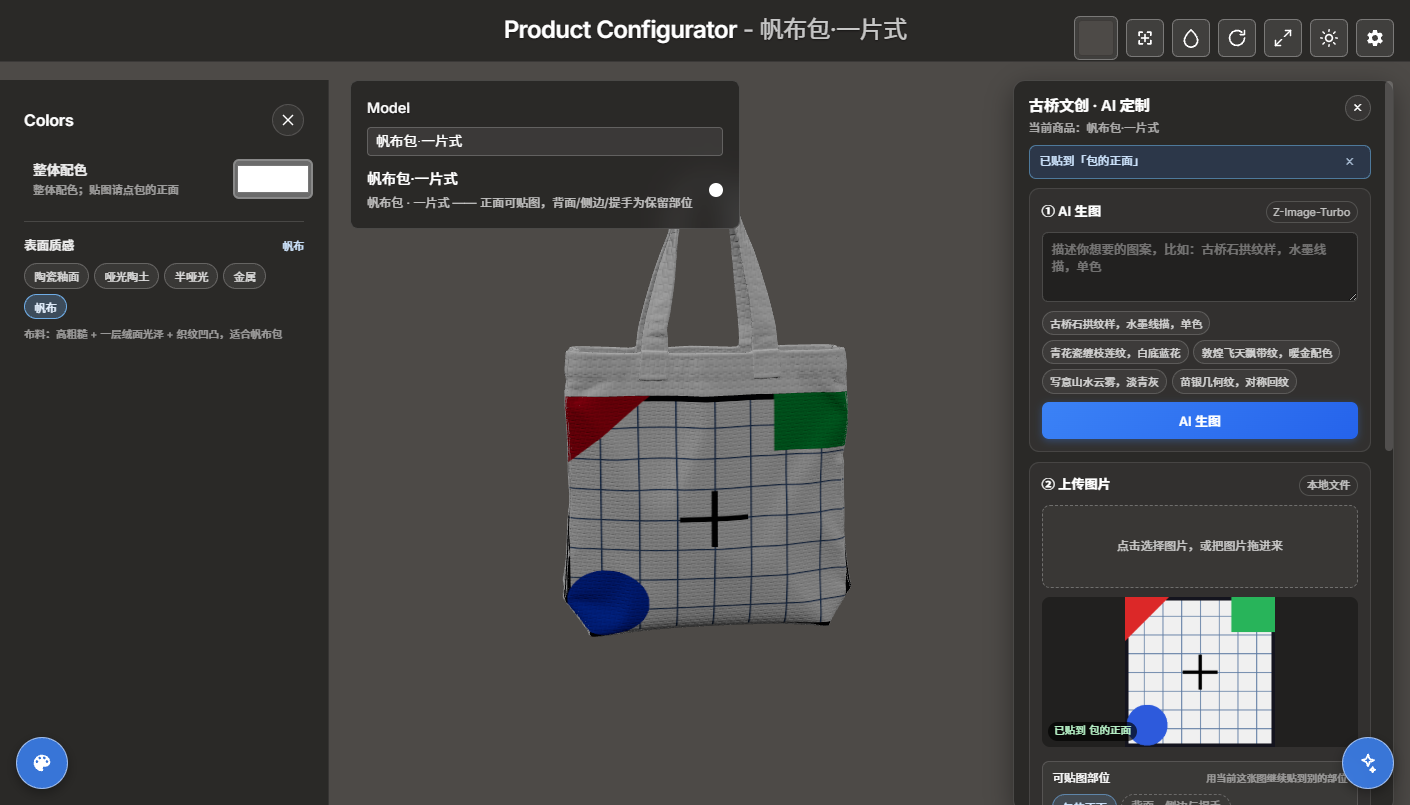 Product Configurator - 帆布包·一片式
Colors
整体配色
整体配色；贴图请点包的正面
表面质感
帆布
陶瓷釉面
哑光陶土
半哑光
金属
帆布
布料：高粗糙 + 一层绒面光泽 + 织纹凹凸，适合帆布包
Model
帆布包·一片式
帆布包·一片式
帆布包 · 一片式 —— 正面可贴图，背面/侧边/提手为保留部位
古桥文创 · AI 定制
当前商品：帆布包·一片式
已贴到「包的正面」
① AI 生图
Z-Image-Turbo
描述你想要的图案，比如：古桥石拱纹样，水墨线
描，单色
古桥石拱纹样，水墨线描，单色
青花瓷缠枝莲纹，白底蓝花
敦煌飞天飘带纹，暖金配色
写意山水云雾，淡青灰
苗银几何纹，对称回纹
AI 生图
② 上传图片
本地文件
点击选择图片，或把图片拖进来
已贴到 包的正面
可贴图部位
用当前这张图继续贴到别的部位
包的正面
背面、侧边与提手